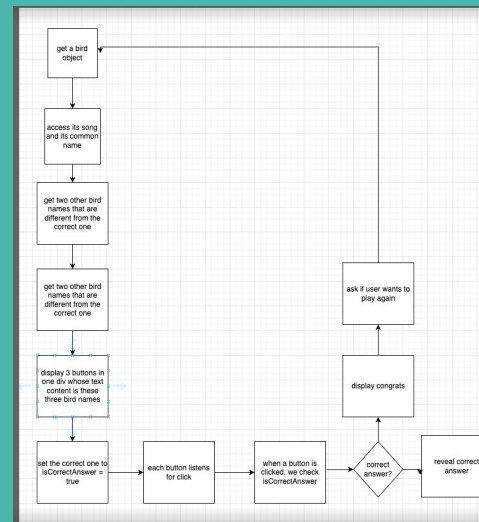 get a bird
object
access its song
and its common
name
get two other bird
names that are
different from the
correct one
get two other bird
names that are
different from the
correct one
display 3 buttons in
one div whose text
content is these
three bird names
set the correct one to
isCorrectAnswer =
true
each button listens
for click
when a button is
clicked, we check
isCorrectAnswer
correct
answer?
reveal correct
answer
display congrats
ask if user wants to
play again